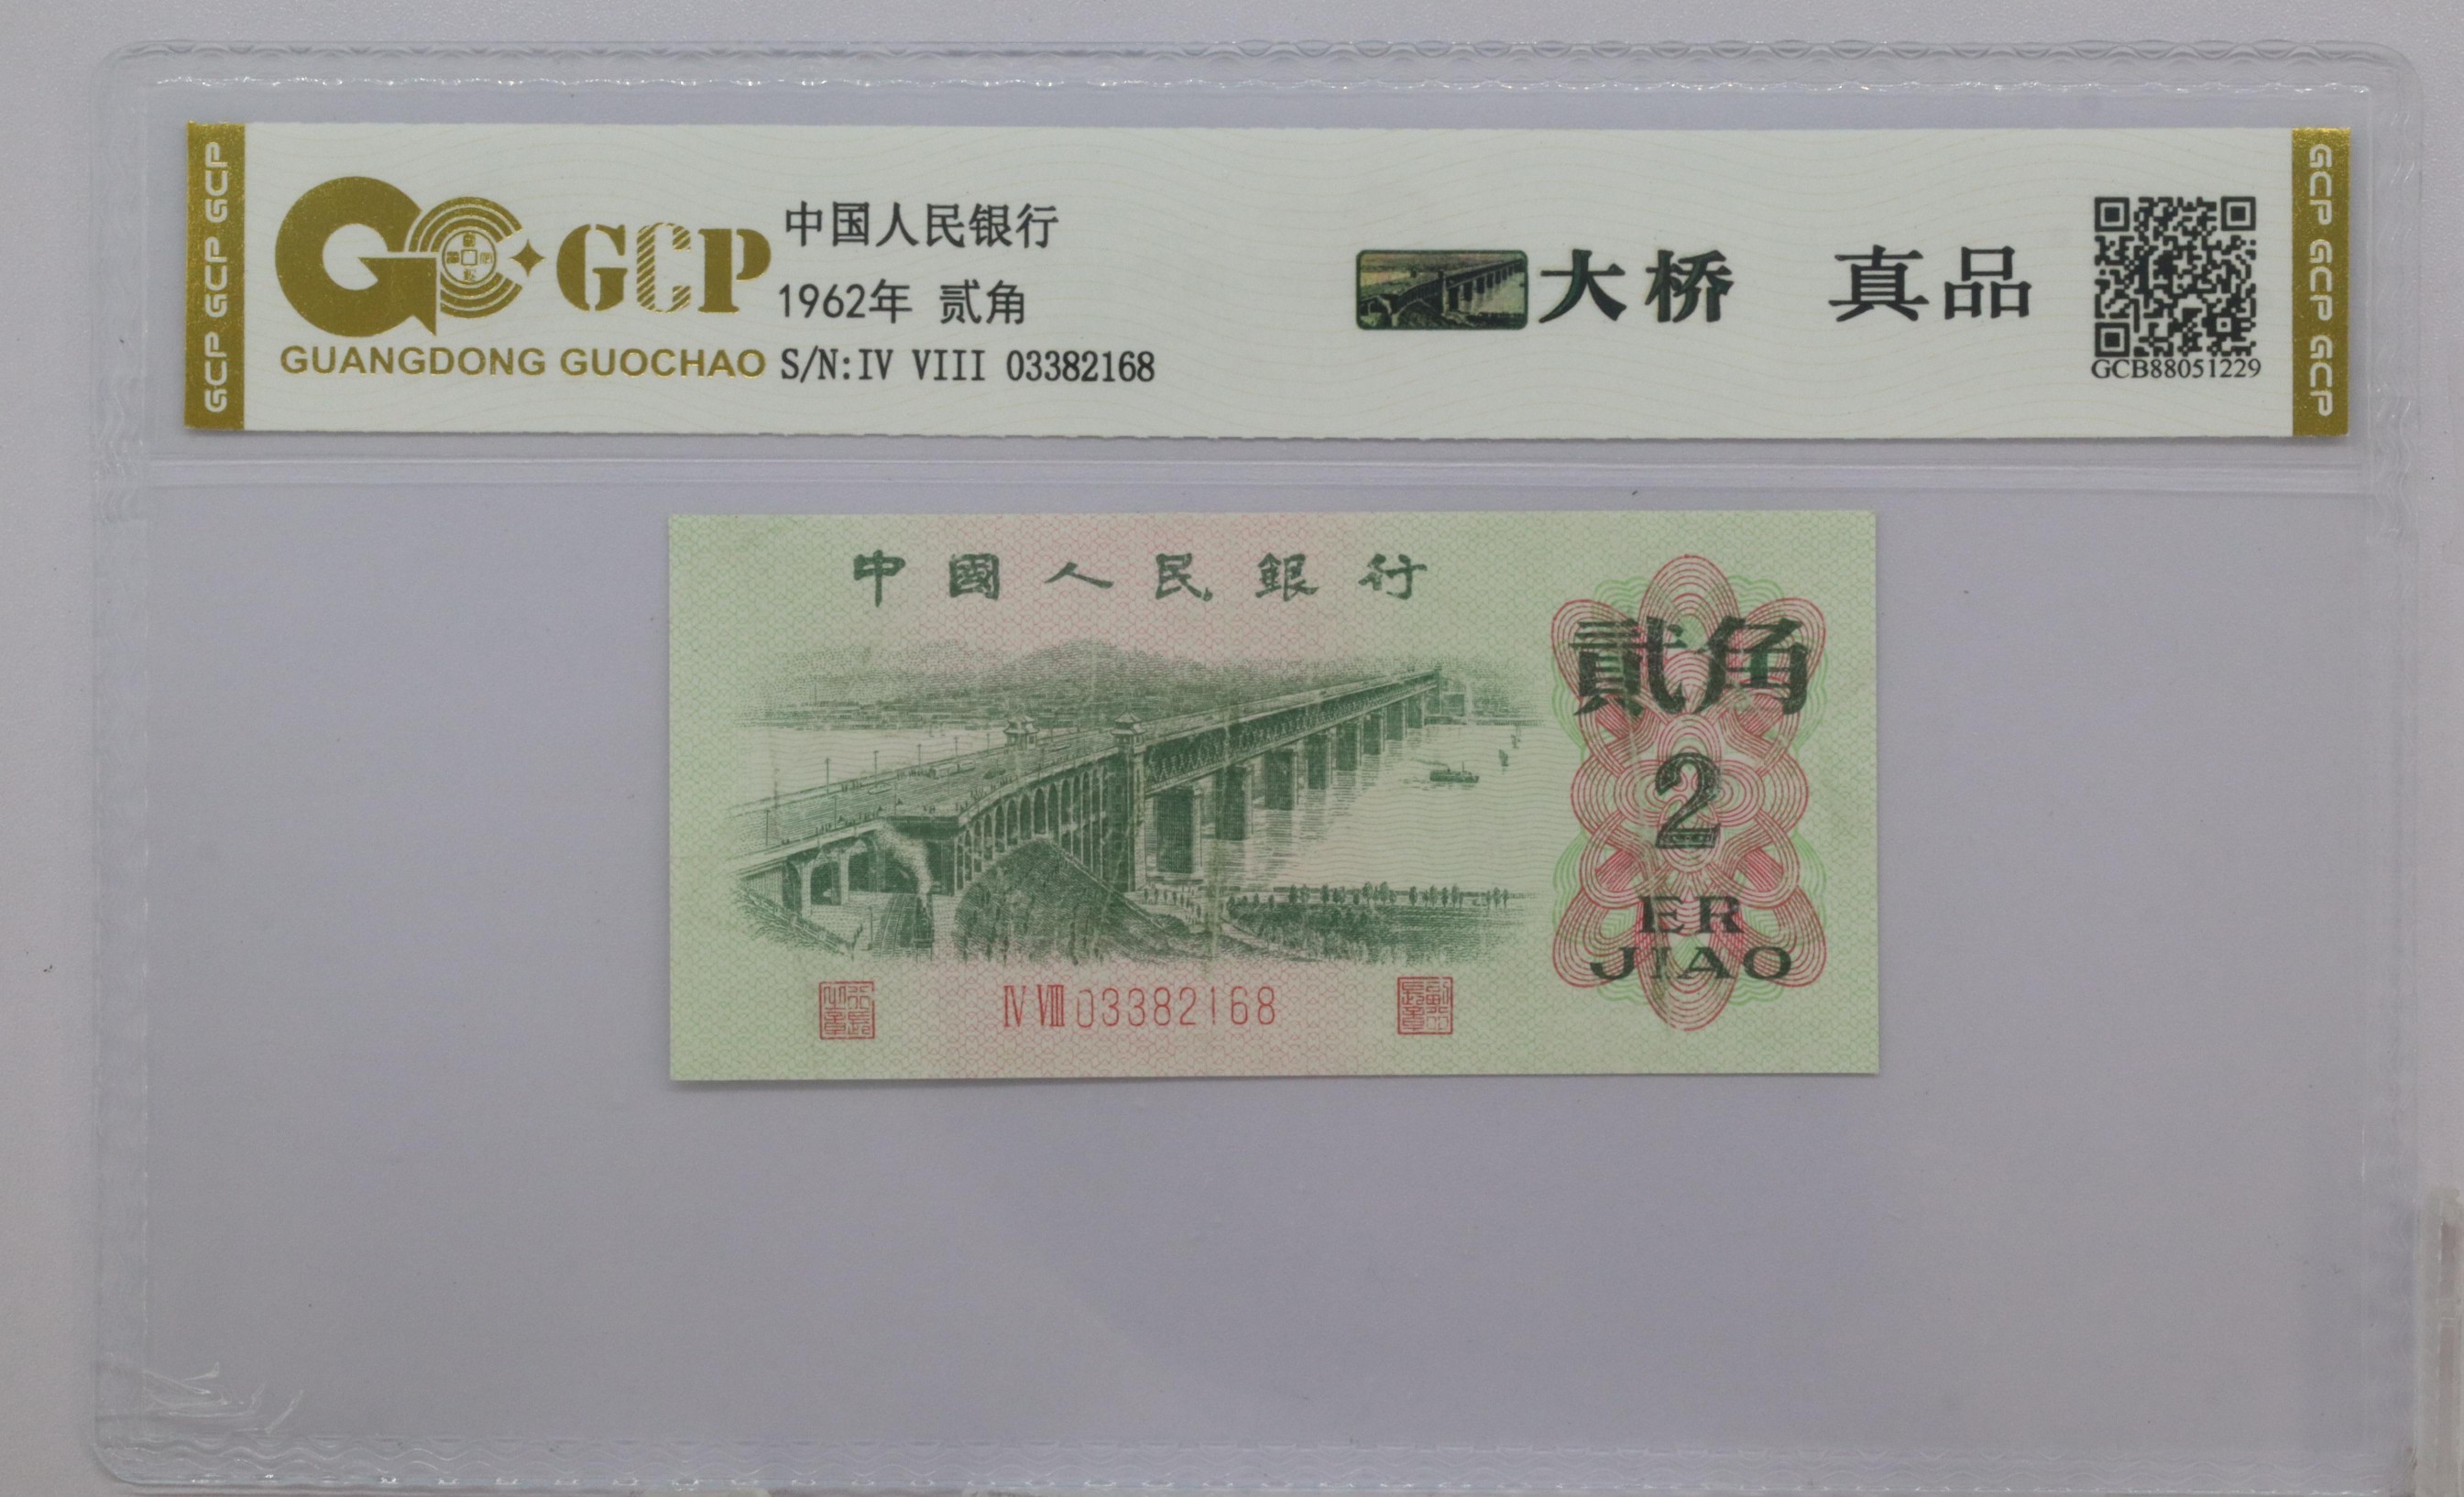 GCP GCP GCP
GCP
GUANGDONG GUOCHAO
中国人民银行
1962年 贰角
S/N:IV VIII 03382168
大桥 真品
GCB88051229
GCP GCP GCP
中國人民銀行
貳角
2
ER
JIAO
IV VIII 03382168